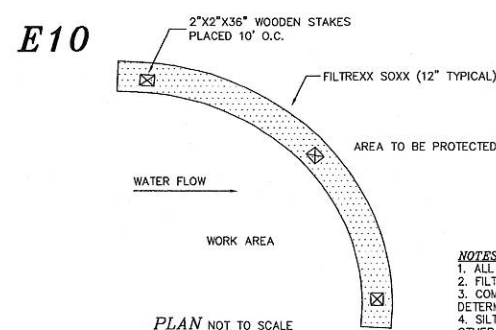 E10
2"X2"X36" WOODEN STAKES
PLACED 10' O.C.
FILTREXX SOXX (12" TYPICAL)
AREA TO BE PROTECTED
WATER FLOW
WORK AREA
PLAN NOT TO SCALE
NOTES
1. ALL
2. FILT
3. COM
DETERM
4. SILT